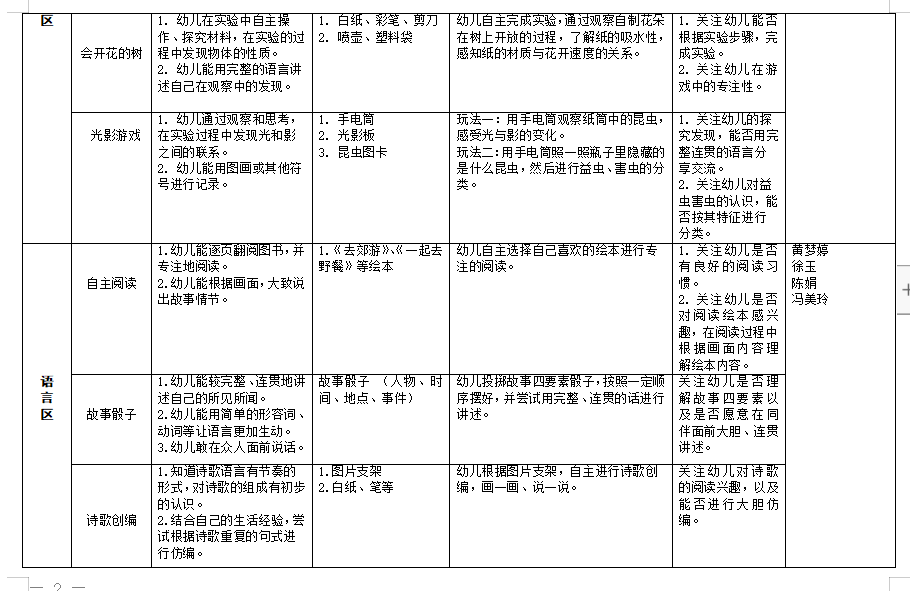 区
会开花的树
1. 幼儿在实验中自主操
作、探究材料，在实验的过
程中发现物体的性质。
2. 幼儿能用完整的语言讲
述自己在观察中的发现。
1. 白纸、彩笔、剪刀
2. 喷壶、塑料袋
幼儿自主完成实验，通过观察自制花朵
在树上开放的过程，了解纸的吸水性，
感知纸的材质与花开速度的关系。
1. 关注幼儿能否
根据实验步骤，完
成实验。
2. 关注幼儿在游
戏中的专注性。
光影游戏
1. 幼儿通过观察和思考，
在实验过程中发现光和影
之间的联系。
2. 幼儿能用图画或其他符
号进行记录。
1. 手电筒
2. 光影板
3. 昆虫图卡
玩法一：用手电筒观察纸筒中的昆虫，
感受光与影的变化。
玩法二：用手电筒照一照瓶子里隐藏的
是什么昆虫，然后进行益虫、害虫的分
类。
1. 关注幼儿的探
究发现，能否用完
整连贯的语言分
享交流。
2. 关注幼儿对益
虫害虫的认识，能
否按其特征进行
分类。
语
言
区
自主阅读
1.幼儿能逐页翻阅图书，并
专注地阅读。
2.幼儿能根据画面，大致说
出故事情节。
1.《去郊游》、《一起去
野餐》等绘本
幼儿自主选择自己喜欢的绘本进行专
注的阅读。
1. 关注幼儿是否
有良好的阅读习
惯。
2. 关注幼儿是否
对阅读绘本感兴
趣，在阅读过程中
根据画面内容理
解绘本内容。
黄梦婷
徐玉
陈娟
冯美玲
故事骰子
1.幼儿能较完整、连贯地讲
述自己的所见所闻。
2.幼儿能用简单的形容词、
动词等让语言更加生动。
3.幼儿敢在众人面前说话。
故事骰子 （人物、时
间、地点、事件）
幼儿投掷故事四要素骰子，按照一定顺
序摆好，并尝试用完整、连贯的话进行
讲述。
关注幼儿是否理
解故事四要素以
及是否愿意在同
伴面前大胆、连贯
讲述。
诗歌创编
1.知道诗歌语言有节奏的
形式，对诗歌的组成有初步
的认识。
2.结合自己的生活经验，尝
试根据诗歌重复的句式进
行仿编。
1.图片支架
2.白纸、笔等
幼儿根据图片支架，自主进行诗歌创
编，画一画、说一说。
关注幼儿对诗歌
的阅读兴趣，以及
能否进行大胆仿
编。
— 2 —